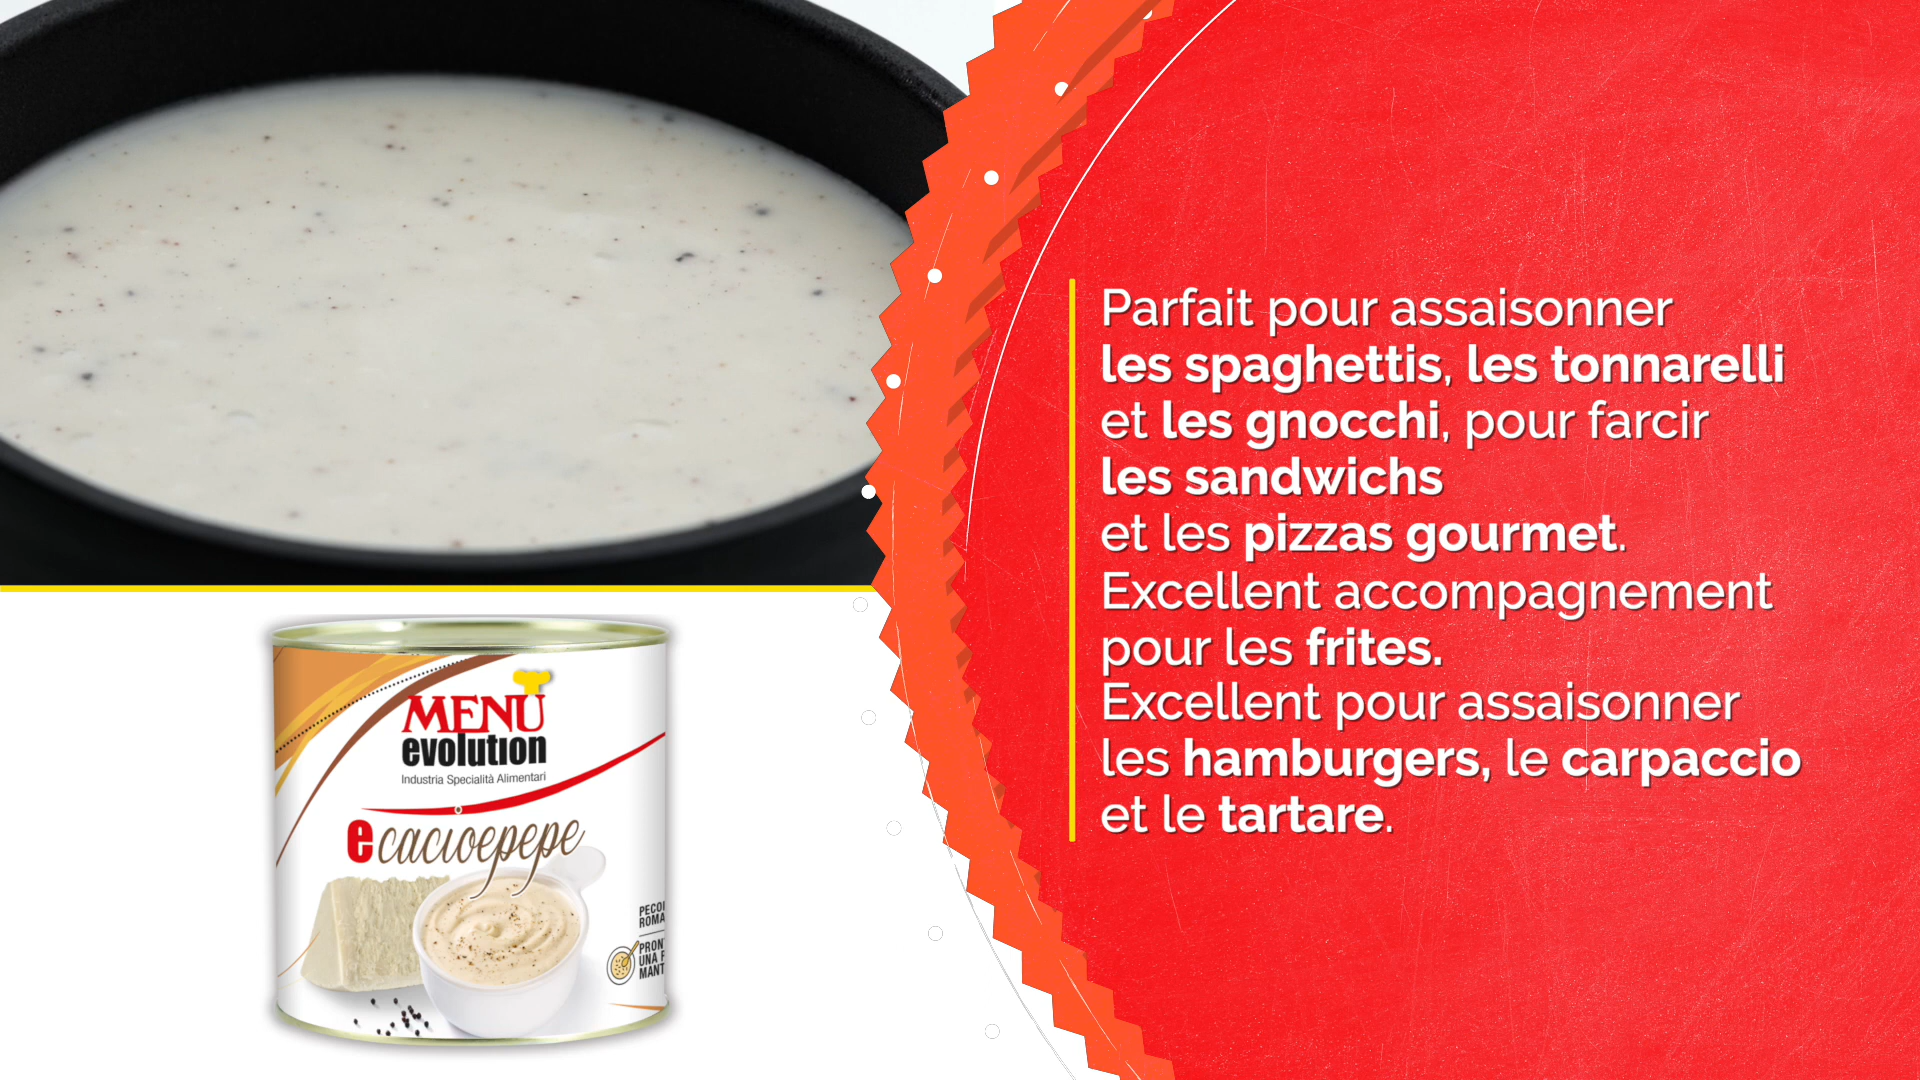 Parfait pour assaisonner
les spaghettis, les tonnarelli
et les gnocchi, pour farcir
les sandwichs
et les pizzas gourmet.
Excellent accompagnement
pour les frites.
Excellent pour assaisonner
les hamburgers, le carpaccio
et le tartare.
MENÙ
evolution
Industria Specialità Alimentari
e cacioepepe
UNA